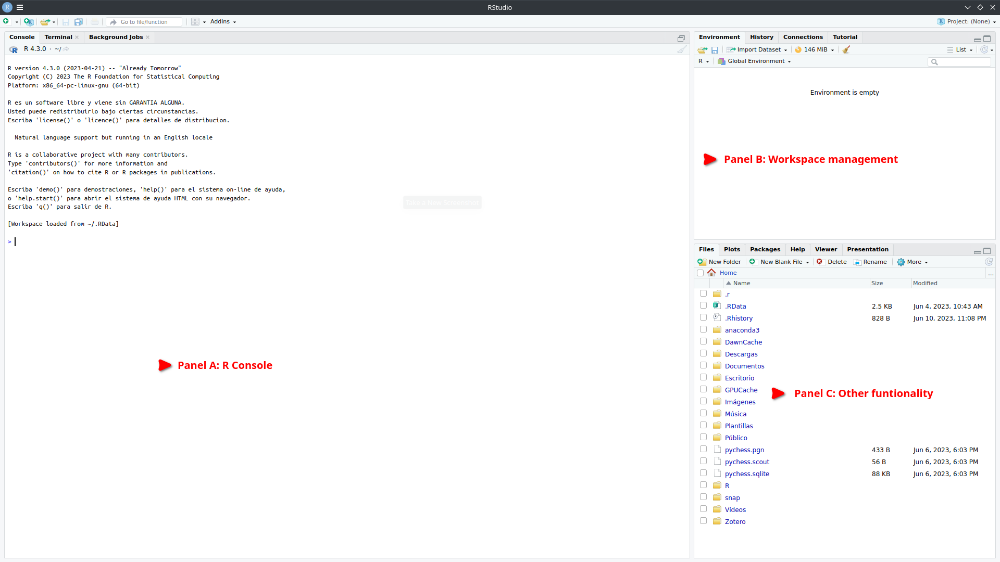 RStudio
Go to file/function
Addins
Project: (None)
Console Terminal Background Jobs
R 4.3.0 · ~/
R version 4.3.0 (2023-04-21) -- "Already Tomorrow"
Copyright (C) 2023 The R Foundation for Statistical Computing
Platform: x86_64-pc-linux-gnu (64-bit)
R es un software libre y viene sin GARANTIA ALGUNA.
Usted puede redistribuirlo bajo ciertas circunstancias.
Escriba 'license()' o 'licence()' para detalles de distribucion.
Natural language support but running in an English locale
R is a collaborative project with many contributors.
Type 'contributors()' for more information and
'citation()' on how to cite R or R packages in publications.
Escriba 'demo()' para demostraciones, 'help()' para el sistema on-line de ayuda,
o 'help.start()' para abrir el sistema de ayuda HTML con su navegador.
Escriba 'q()' para salir de R.
[Workspace loaded from ~/.RData]
>
Take a New Screenshot
Panel A: R Console
Environment History Connections Tutorial
Import Dataset 146 MiB List
R Global Environment
Environment is empty
Panel B: Workspace management
Files Plots Packages Help Viewer Presentation
New Folder New Blank File Delete Rename More
Home ...
Name Size Modified
.r
.RData 2.5 KB Jun 4, 2023, 10:43 AM
.Rhistory 828 B Jun 10, 2023, 11:08 PM
anaconda3
DawnCache
Descargas
Documentos
Escritorio
GPUCache
Panel C: Other funtionality
Imágenes
Música
Plantillas
Público
pychess.pgn 433 B Jun 6, 2023, 6:03 PM
pychess.scout 56 B Jun 6, 2023, 6:03 PM
pychess.sqlite 88 KB Jun 6, 2023, 6:03 PM
R
snap
Vídeos
Zotero